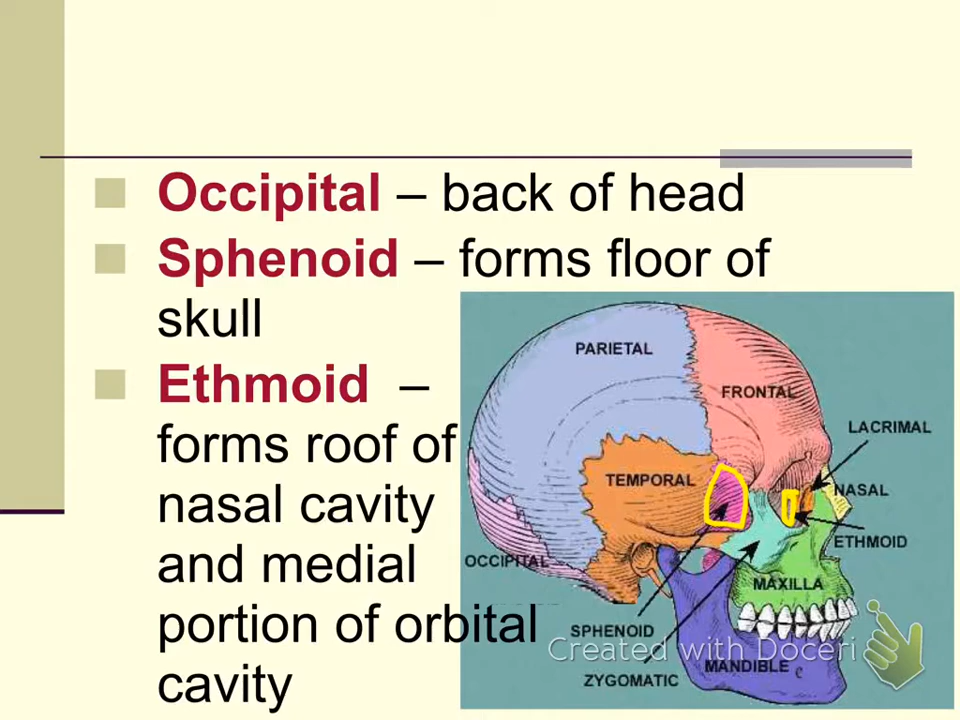 Occipital – back of head
Sphenoid – forms floor of
skull
Ethmoid –
forms roof of
nasal cavity
and medial
portion of orbital
cavity
PARIETAL
FRONTAL
LACRIMAL
TEMPORAL
NASAL
ETHMOID
OCCIPITAL
MAXILLA
SPHENOID
Created with Doceri
MANDIBLE e
ZYGOMATIC